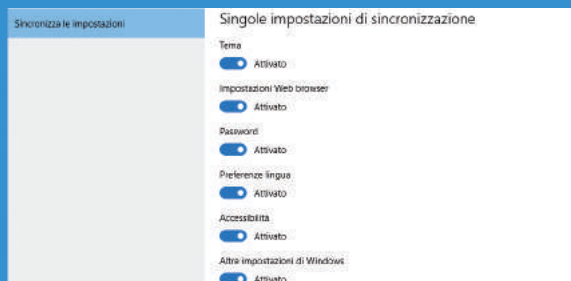 Sincronizza le impostazioni
Singole impostazioni di sincronizzazione
Tema
Attivato
Impostazioni Web browser
Attivato
Password
Attivato
Preferenze lingua
Attivato
Accessibilità
Attivato
Altre impostazioni di Windows
Attivato